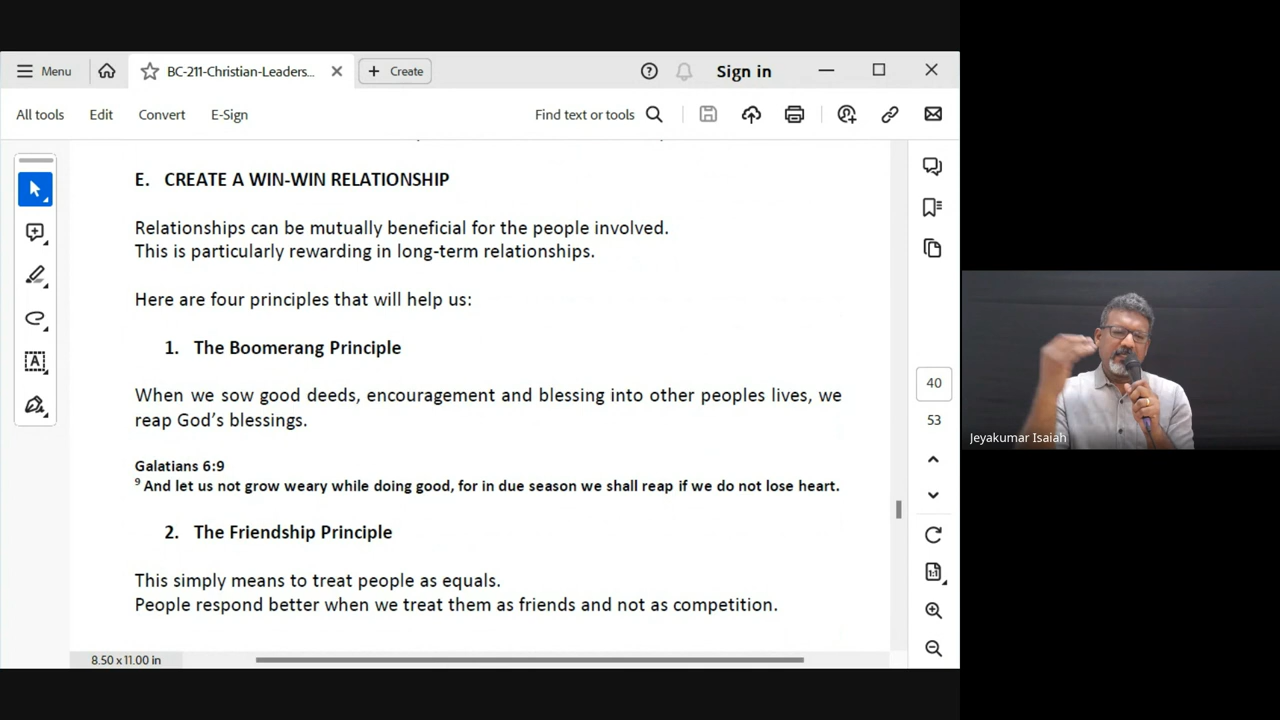 Menu
BC-211-Christian-Leaders...
Create
Sign in
All tools
Edit
Convert
E-Sign
Find text or tools
E. CREATE A WIN-WIN RELATIONSHIP
Relationships can be mutually beneficial for the people involved.
This is particularly rewarding in long-term relationships.
Here are four principles that will help us:
1. The Boomerang Principle
When we sow good deeds, encouragement and blessing into other peoples lives, we
reap God’s blessings.
Galatians 6:9
9 And let us not grow weary while doing good, for in due season we shall reap if we do not lose heart.
2. The Friendship Principle
This simply means to treat people as equals.
People respond better when we treat them as friends and not as competition.
8.50 x 11.00 in
40
53
1:1
Jeyakumar Isaiah